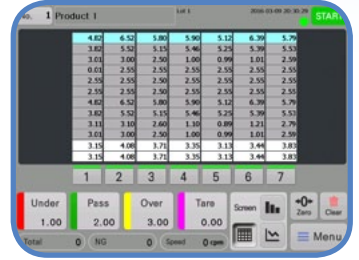 No. 1 Product 1 Lot 1 2016-03-09 20:30:29 START
4.82 6.52 5.80 5.90 5.12 6.39 5.79
3.82 5.52 5.15 5.46 5.25 5.39 5.53
3.01 3.00 2.50 1.00 0.99 1.01 2.59
0.01 2.55 2.55 2.55 2.55 2.55 2.55
2.50 2.55 2.50 2.55 2.55 2.55 2.55
2.55 2.55 2.55 2.55 2.55 2.55 2.55
4.82 6.52 5.80 5.90 5.12 6.39 5.79
3.82 5.52 5.15 5.46 5.25 5.39 5.53
3.11 3.10 2.60 1.10 0.89 1.21 2.79
3.01 3.00 2.50 1.00 0.99 1.01 2.59
3.15 4.08 3.71 3.35 3.13 3.44 3.83
3.15 4.08 3.71 3.35 3.13 3.44 3.83
1 2 3 4 5 6 7
Under Pass Over Tare Screen Zero Clear
1.00 2.00 3.00 0.00
Total 0 NG 0 Speed 0 cpm Menu